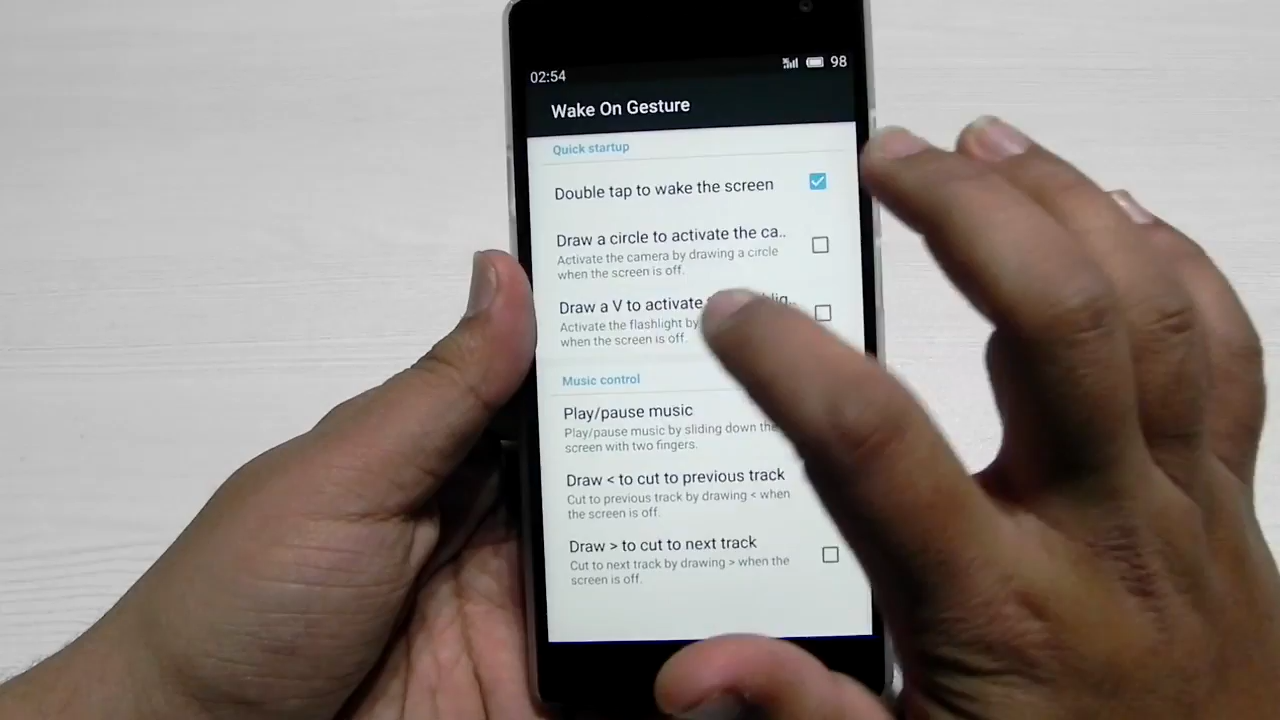 02:54 98
Wake On Gesture
Quick startup
Double tap to wake the screen
Draw a circle to activate the ca..
Activate the camera by drawing a circle
when the screen is off.
Draw a V to activate
Activate the flashlight by
when the screen is off.
Music control
Play/pause music
Play/pause music by sliding down the
screen with two fingers.
Draw < to cut to previous track
Cut to previous track by drawing < when
the screen is off.
Draw > to cut to next track
Cut to next track by drawing > when the
screen is off.